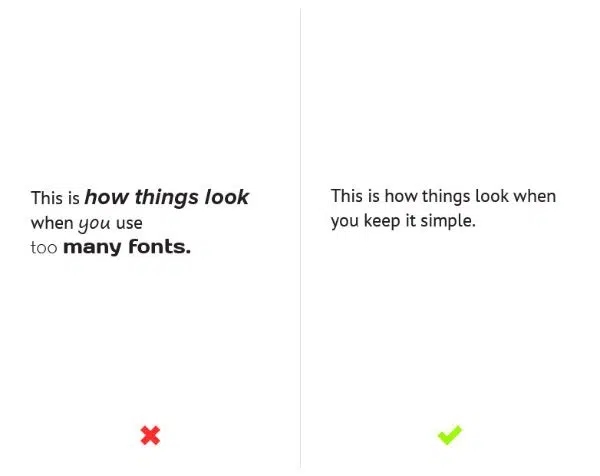 This is how things look
when you use
too many fonts.
This is how things look when
you keep it simple.